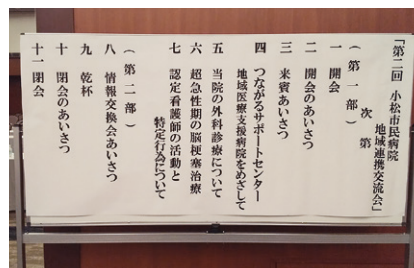 「第二回 小松市民病院
地域連携交流会」
次 第
(第一部)
一 開会
二 開会のあいさつ
三 来賓あいさつ
四 つながるサポートセンター
地域医療支援病院をめざして
五 当院の外科診療について
六 超急性期の脳梗塞治療
七 認定看護師の活動と
特定行為について
(第二部)
八 情報交換会あいさつ
九 乾杯
十 閉会のあいさつ
十一 閉会